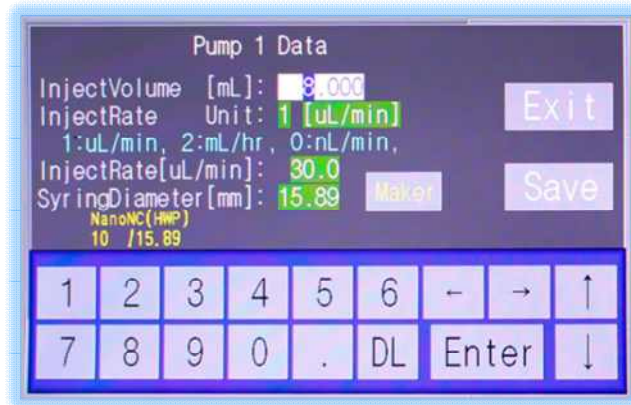 Pump 1 Data
InjectVolume [mL]: 8.000
InjectRate Unit: 1 [uL/min]
1:uL/min, 2:mL/hr, 0:nL/min,
InjectRate[uL/min]: 30.0
SyringDiameter[mm]: 15.89
NanoNC(HWP)
10 /15.89
Maker
Exit
Save
1 2 3 4 5 6 ← → ↑
7 8 9 0 . DL Enter ↓